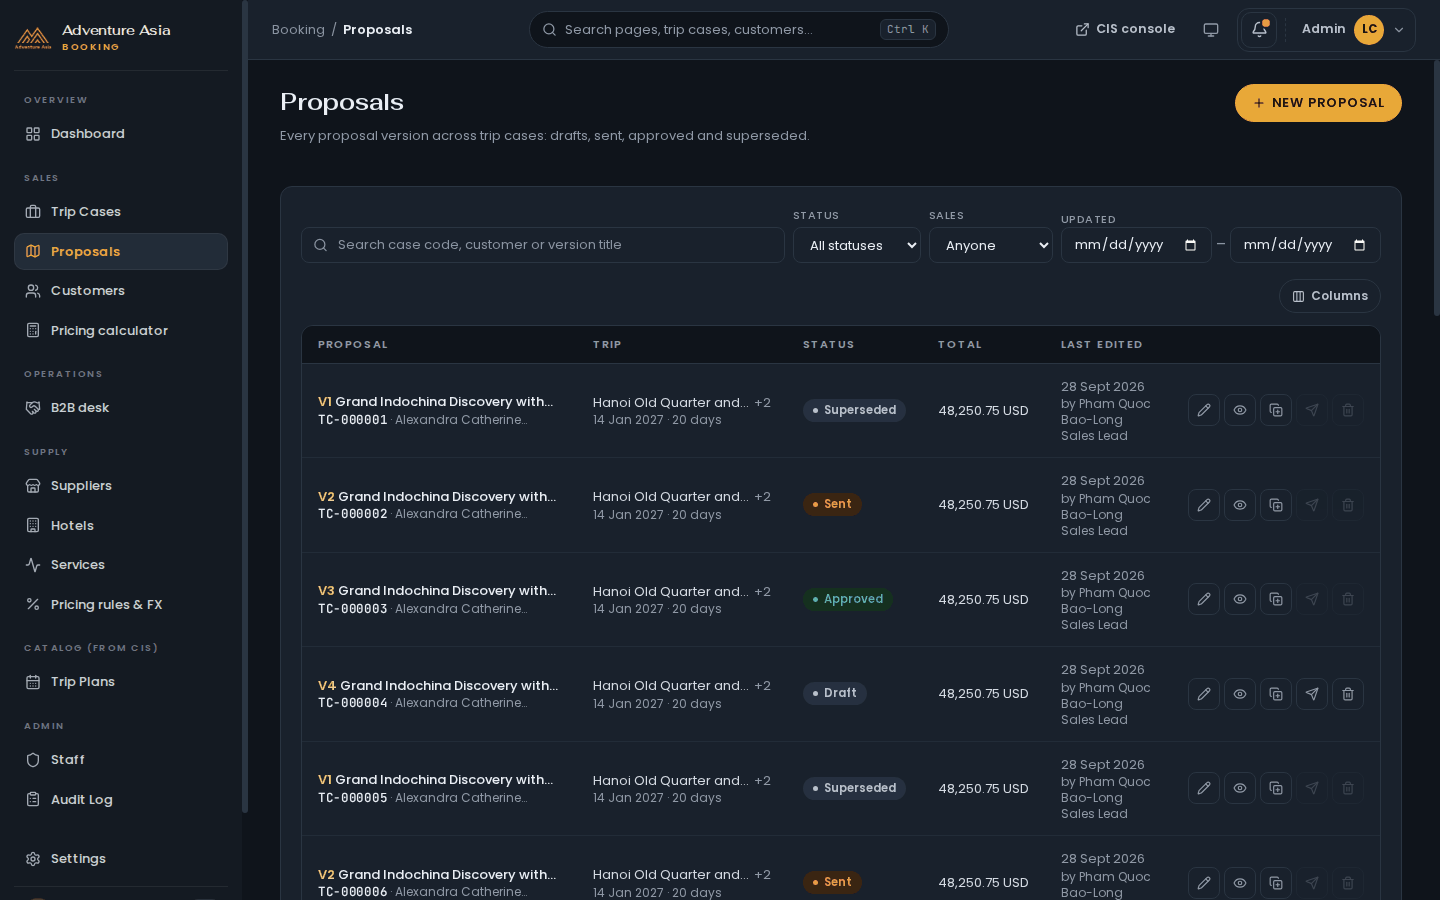 Adventure Asia
BOOKING
Adventure Asia
OVERVIEW
Dashboard
SALES
Trip Cases
Proposals
Customers
Pricing calculator
OPERATIONS
B2B desk
SUPPLY
Suppliers
Hotels
Services
Pricing rules & FX
CATALOG (FROM CIS)
Trip Plans
ADMIN
Staff
Audit Log
Settings
Booking / Proposals
Search pages, trip cases, customers...
Ctrl K
CIS console
Admin
LC
Proposals
Every proposal version across trip cases: drafts, sent, approved and superseded.
+ NEW PROPOSAL
STATUS
SALES
UPDATED
Search case code, customer or version title
All statuses
Anyone
mm/dd/yyyy – mm/dd/yyyy
Columns
PROPOSAL TRIP STATUS TOTAL LAST EDITED
V1 Grand Indochina Discovery with...
TC-000001 · Alexandra Catherine...
Hanoi Old Quarter and... +2
14 Jan 2027 · 20 days
Superseded
48,250.75 USD
28 Sept 2026
by Pham Quoc
Bao-Long
Sales Lead
V2 Grand Indochina Discovery with...
TC-000002 · Alexandra Catherine...
Hanoi Old Quarter and... +2
14 Jan 2027 · 20 days
Sent
48,250.75 USD
28 Sept 2026
by Pham Quoc
Bao-Long
Sales Lead
V3 Grand Indochina Discovery with...
TC-000003 · Alexandra Catherine...
Hanoi Old Quarter and... +2
14 Jan 2027 · 20 days
Approved
48,250.75 USD
28 Sept 2026
by Pham Quoc
Bao-Long
Sales Lead
V4 Grand Indochina Discovery with...
TC-000004 · Alexandra Catherine...
Hanoi Old Quarter and... +2
14 Jan 2027 · 20 days
Draft
48,250.75 USD
28 Sept 2026
by Pham Quoc
Bao-Long
Sales Lead
V1 Grand Indochina Discovery with...
TC-000005 · Alexandra Catherine...
Hanoi Old Quarter and... +2
14 Jan 2027 · 20 days
Superseded
48,250.75 USD
28 Sept 2026
by Pham Quoc
Bao-Long
Sales Lead
V2 Grand Indochina Discovery with...
TC-000006 · Alexandra Catherine...
Hanoi Old Quarter and... +2
14 Jan 2027 · 20 days
Sent
48,250.75 USD
28 Sept 2026
by Pham Quoc
Bao-Long